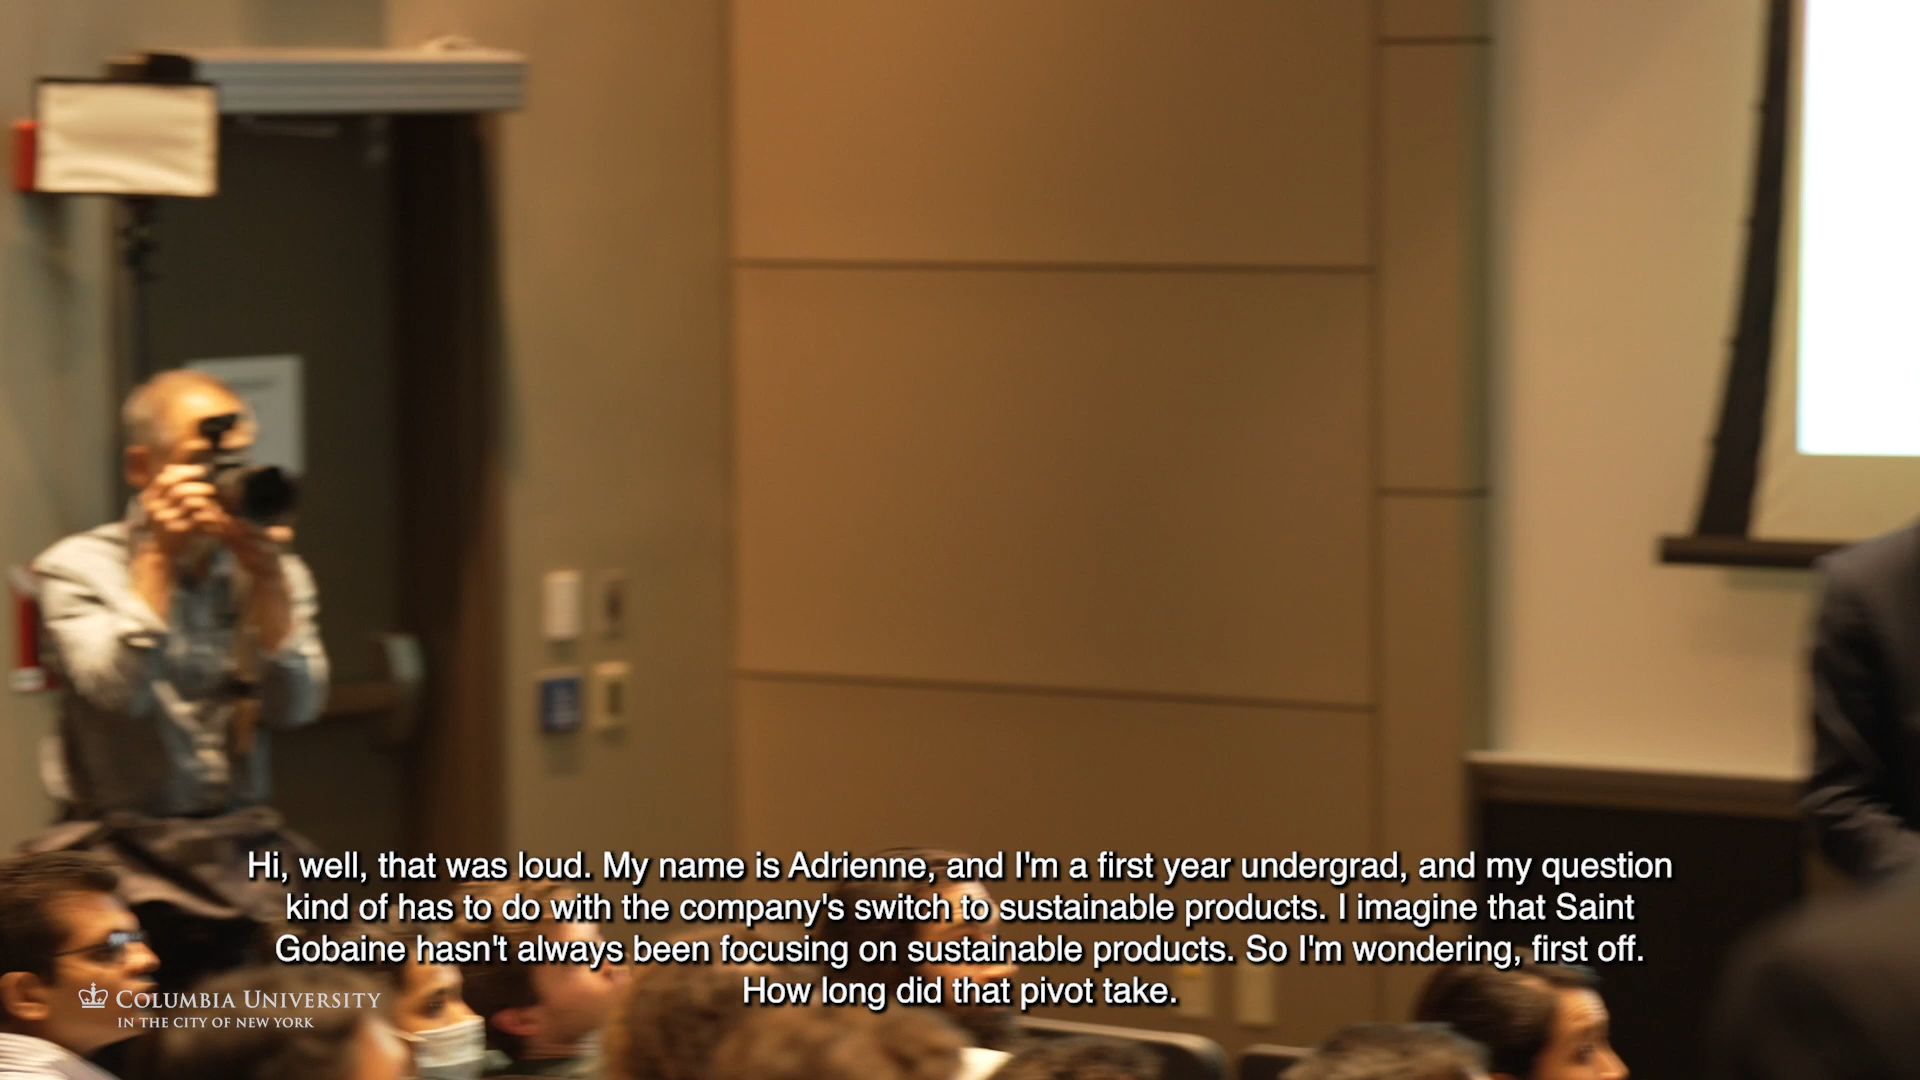 Hi, well, that was loud. My name is Adrienne, and I'm a first year undergrad, and my question
kind of has to do with the company's switch to sustainable products. I imagine that Saint
Gobaine hasn't always been focusing on sustainable products. So I'm wondering, first off.
How long did that pivot take.
COLUMBIA UNIVERSITY
IN THE CITY OF NEW YORK